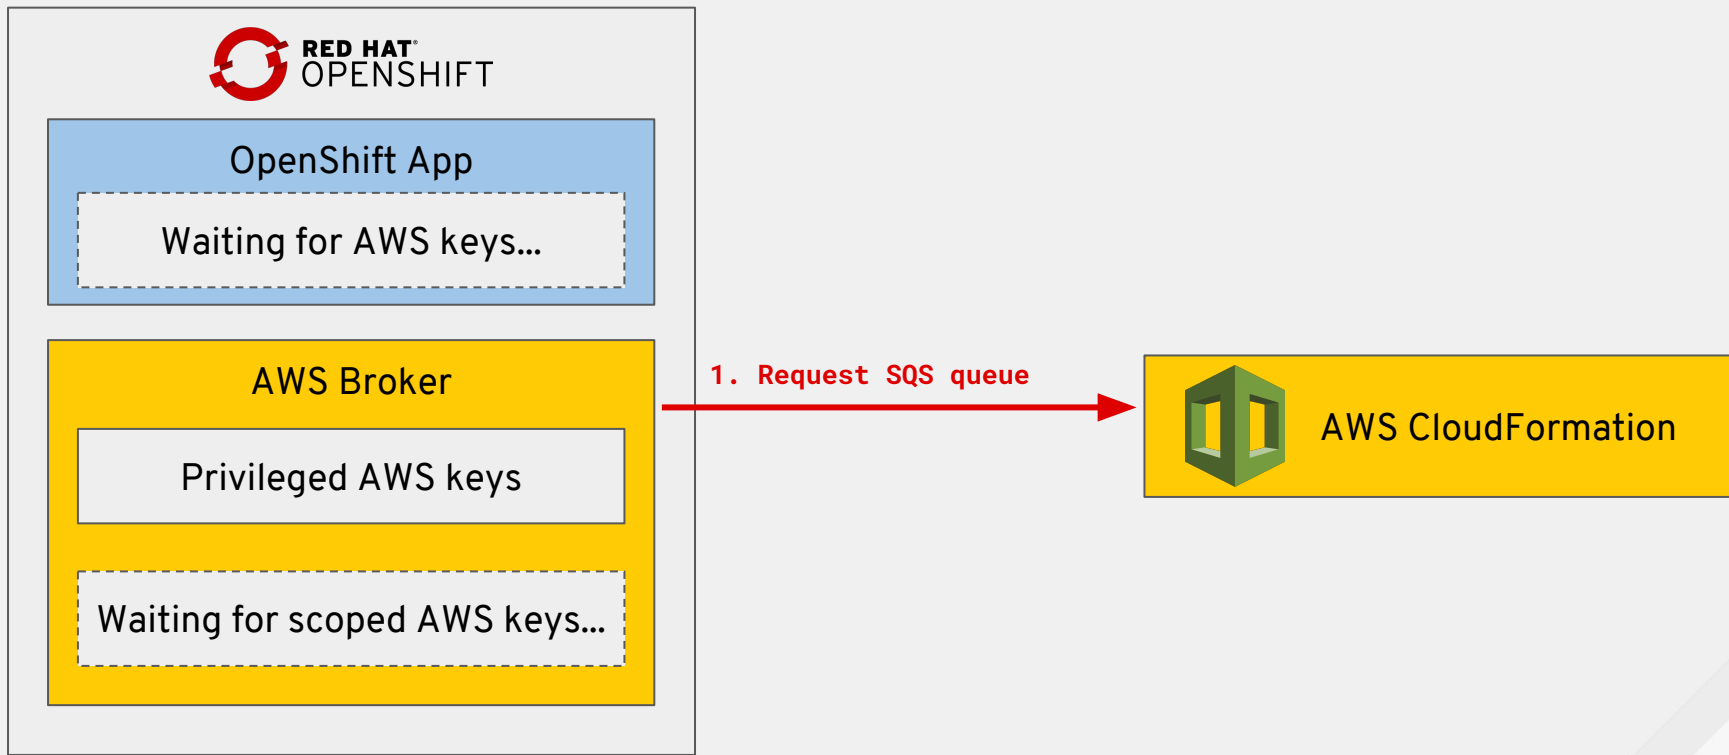 RED HAT®
OPENSHIFT
OpenShift App
Waiting for AWS keys...
AWS Broker
1. Request SQS queue
AWS CloudFormation
Privileged AWS keys
Waiting for scoped AWS keys...